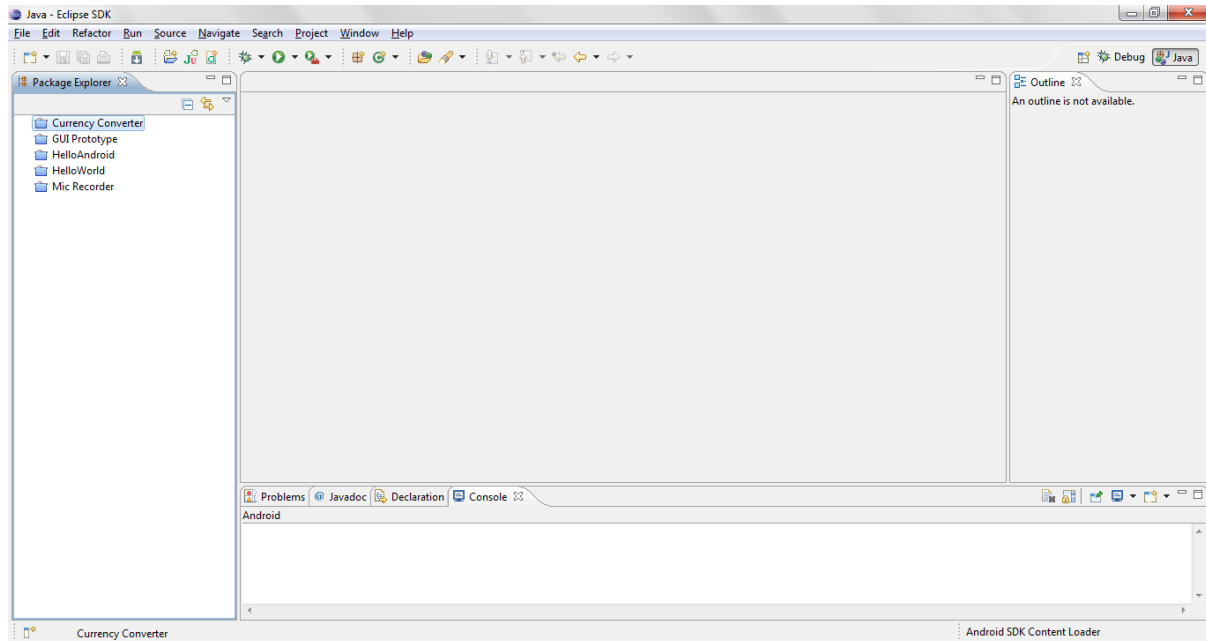 Java - Eclipse SDK
File Edit Refactor Run Source Navigate Search Project Window Help
Debug Java
Package Explorer
Outline
An outline is not available.
Currency Converter
GUI Prototype
HelloAndroid
HelloWorld
Mic Recorder
Problems @ Javadoc Declaration Console
Android
Currency Converter
Android SDK Content Loader